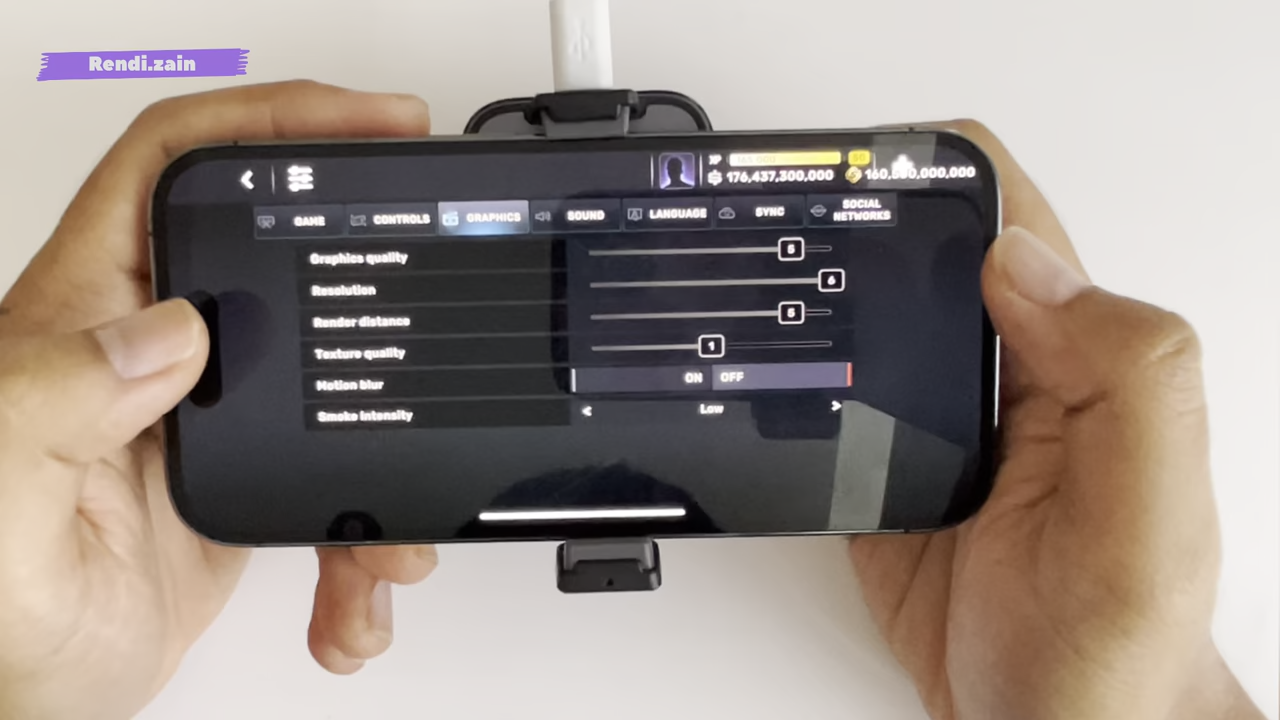 Rendi.zain
XP
176,437,300,000
GAME
CONTROLS
GRAPHICS
SOUND
LANGUAGE
SYNC
SOCIAL
NETWORKS
Graphics quality
5
Resolution
6
Render distance
5
Texture quality
1
Motion blur
ON
OFF
Smoke intensity
Low